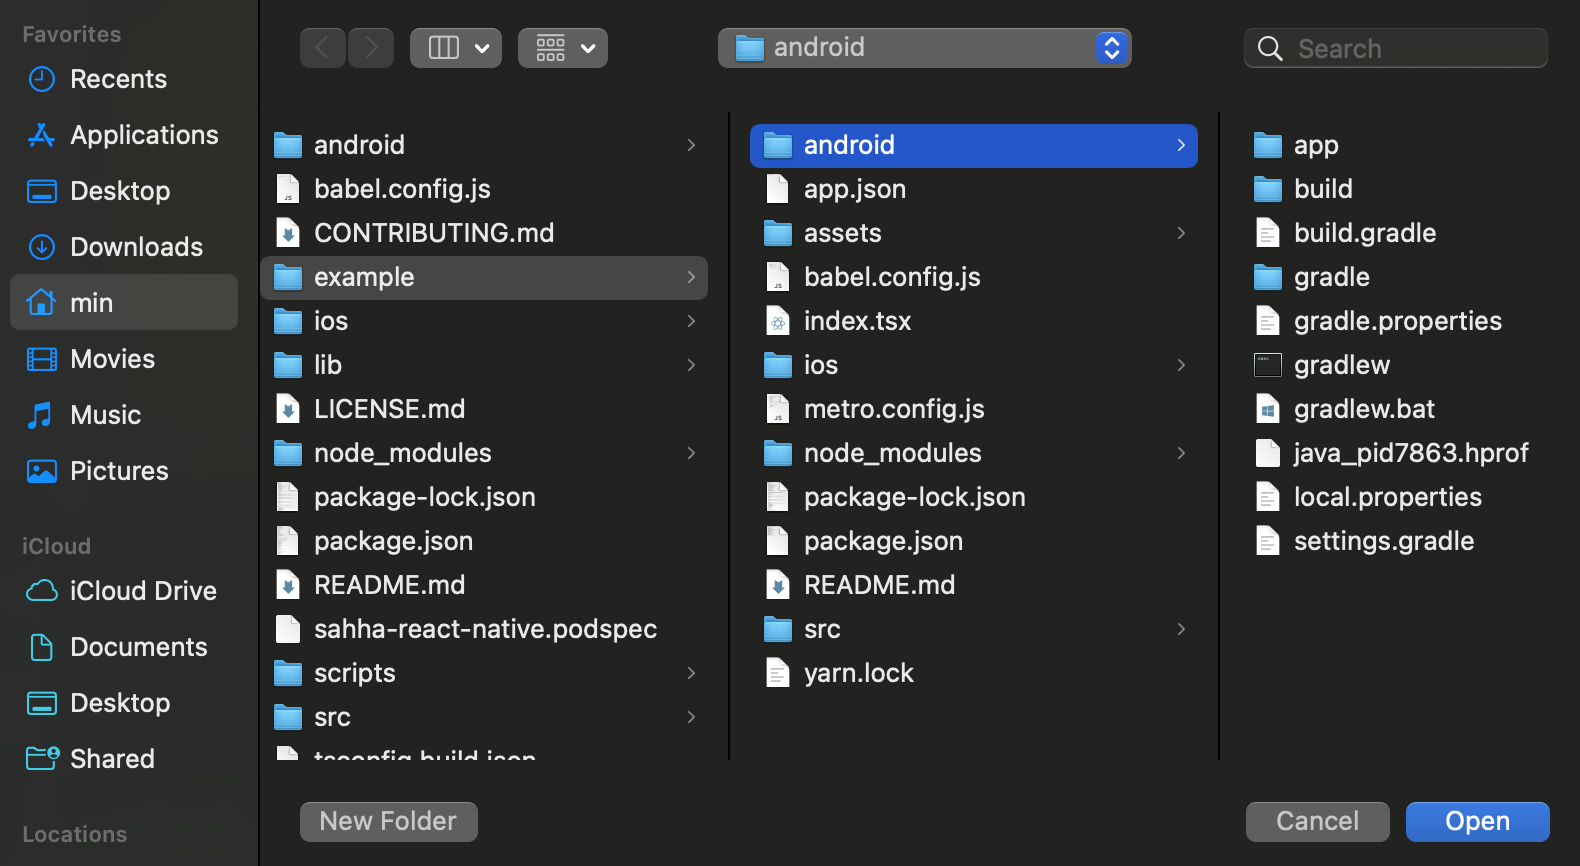 Favorites
Recents
Applications
Desktop
Downloads
min
Movies
Music
Pictures
iCloud
iCloud Drive
Documents
Desktop
Shared
Locations
android
Search
android
babel.config.js
CONTRIBUTING.md
example
ios
lib
LICENSE.md
node_modules
package-lock.json
package.json
README.md
sahha-react-native.podspec
scripts
src
tsconfig.build.json
android
app.json
assets
babel.config.js
index.tsx
ios
metro.config.js
node_modules
package-lock.json
package.json
README.md
src
yarn.lock
app
build
build.gradle
gradle
gradle.properties
gradlew
gradlew.bat
java_pid7863.hprof
local.properties
settings.gradle
New Folder
Cancel
Open